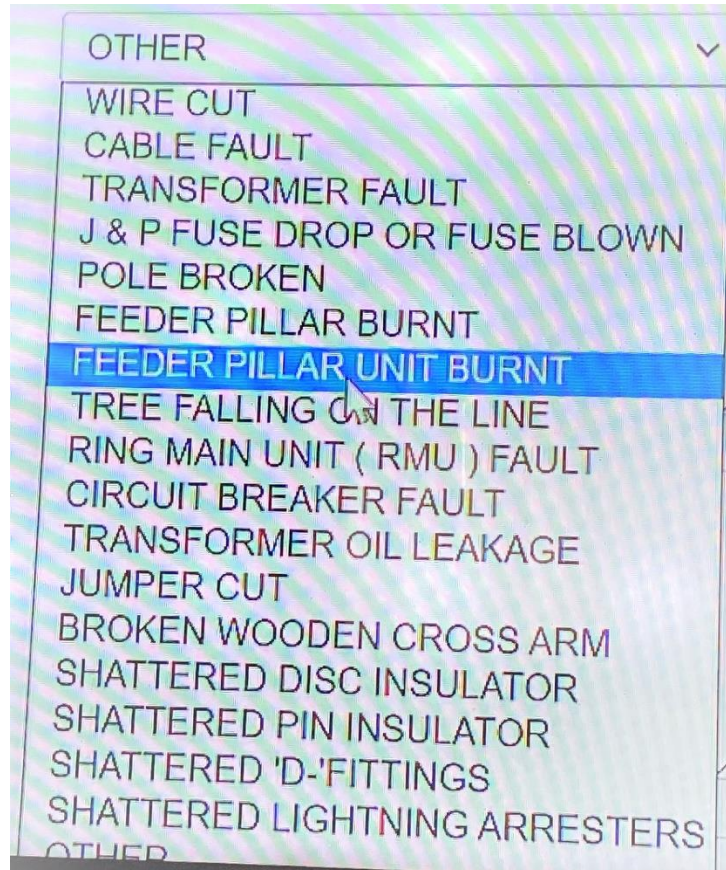 OTHER
WIRE CUT
CABLE FAULT
TRANSFORMER FAULT
J & P FUSE DROP OR FUSE BLOWN
POLE BROKEN
FEEDER PILLAR BURNT
FEEDER PILLAR UNIT BURNT
TREE FALLING ON THE LINE
RING MAIN UNIT ( RMU ) FAULT
CIRCUIT BREAKER FAULT
TRANSFORMER OIL LEAKAGE
JUMPER CUT
BROKEN WOODEN CROSS ARM
SHATTERED DISC INSULATOR
SHATTERED PIN INSULATOR
SHATTERED 'D-'FITTINGS
SHATTERED LIGHTNING ARRESTERS
OTHER